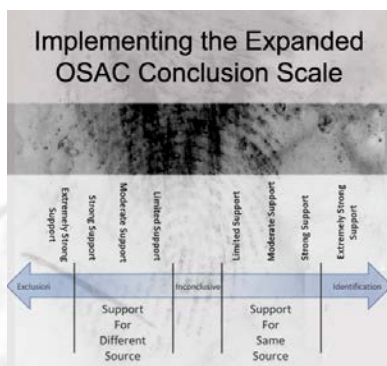 Implementing the Expanded
OSAC Conclusion Scale
Extremely Strong
Support
Strong Support
Moderate Support
Limited Support
Limited Support
Moderate Support
Strong Support
Extremely Strong
Support
Exclusion
Inconclusive
Identification
Support
For
Different
Source
Support
For
Same
Source